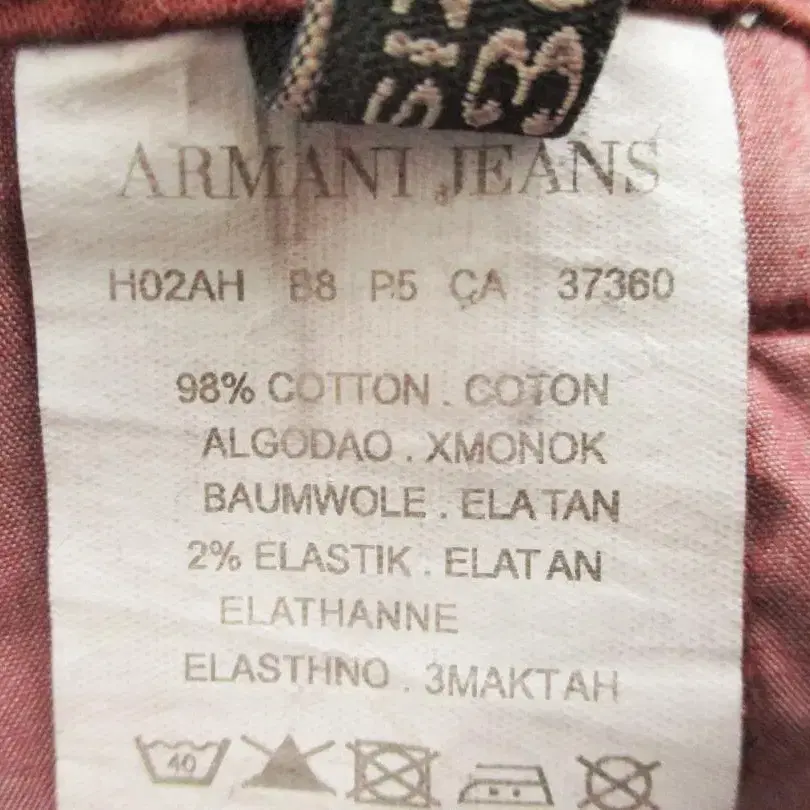 ARMANI JEANS
H02AH B8 P5 ÇA 37360
98% COTTON . COTON
ALGODAO . XMONOK
BAUMWOLE . ELATAN
2% ELASTIK . ELATAN
ELATHANNE
ELASTHNO . 3MAKTAH
40